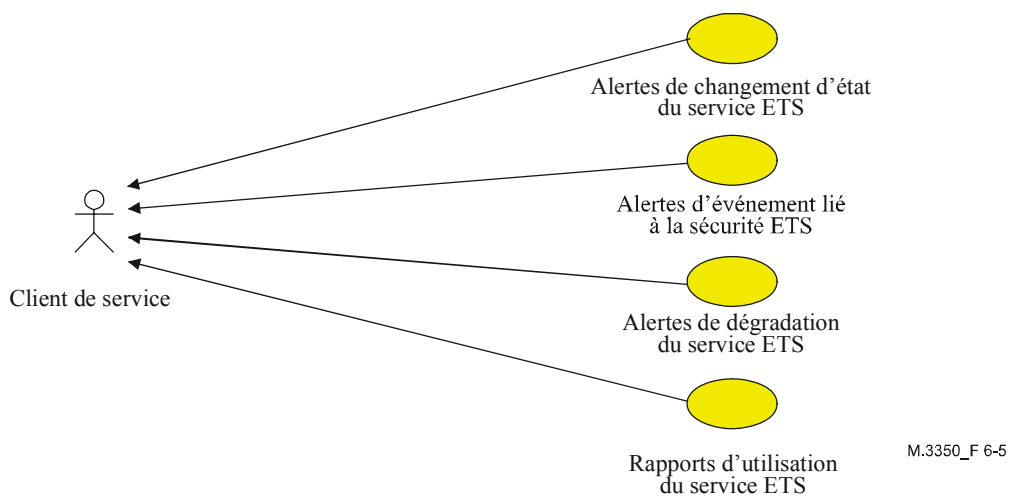 Alertes de changement d'état
du service ETS
Alertes d'événement lié
à la sécurité ETS
Client de service
Alertes de dégradation
du service ETS
Rapports d'utilisation
du service ETS
M.3350_F 6-5